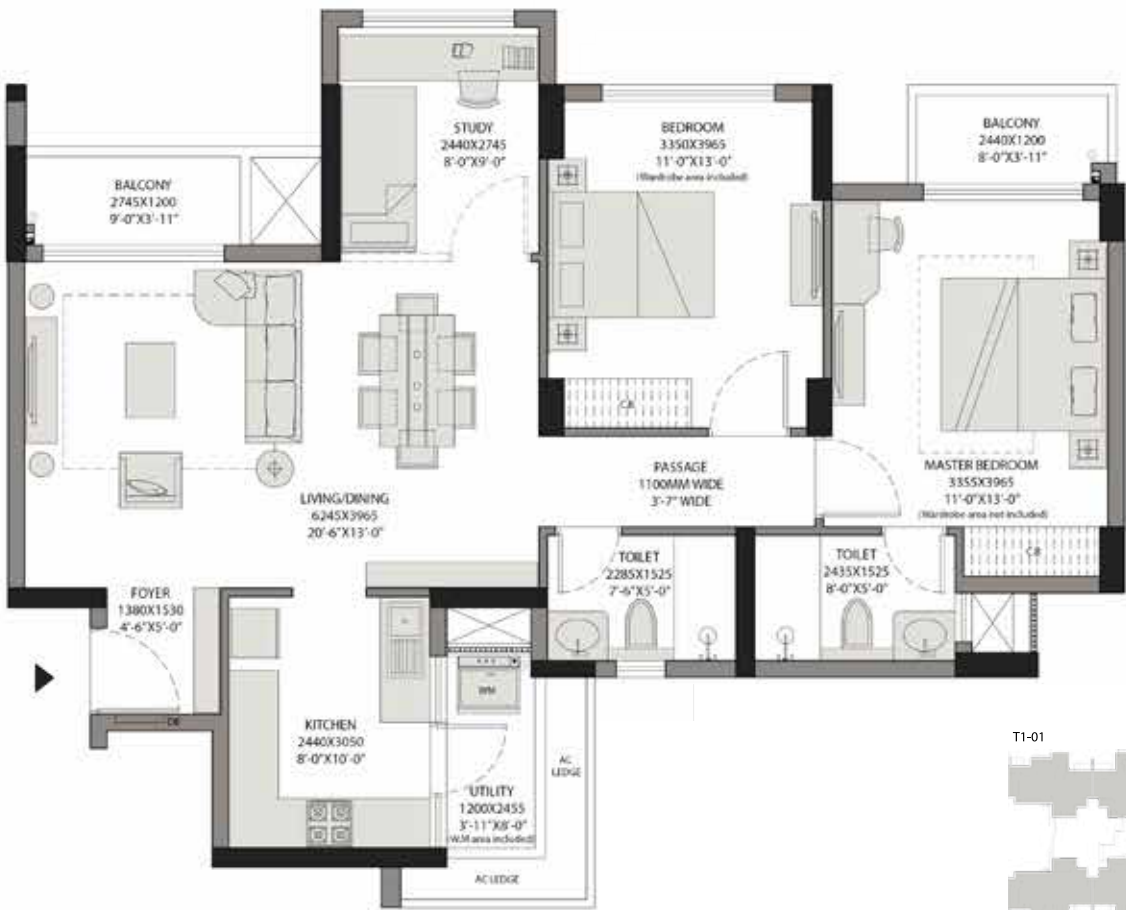 STUDY
2440X2745
8'-0"X9'-0"
BEDROOM
3350X3965
11'-0"X13'-0"
(Wardrobe area included)
BALCONY
2440X1200
8'-0"X3'-11"
BALCONY
2745X1200
9'-0"X3'-11"
CB
PASSAGE
1100MM WIDE
3'-7" WIDE
MASTER BEDROOM
3355X3965
11'-0"X13'-0"
(Wardrobe area not included)
CB
LIVING/DINING
6245X3965
20'-6"X13'-0"
TOILET
2285X1525
7'-6"X5'-0"
TOILET
2435X1525
8'-0"X5'-0"
FOYER
1380X1530
4'-6"X5'-0"
DB
WM
KITCHEN
2440X3050
8'-0"X10'-0"
UTILITY
1200X2455
3'-11"X8'-0"
(W.M area included)
AC
LEDGE
AC LEDGE
T1-01